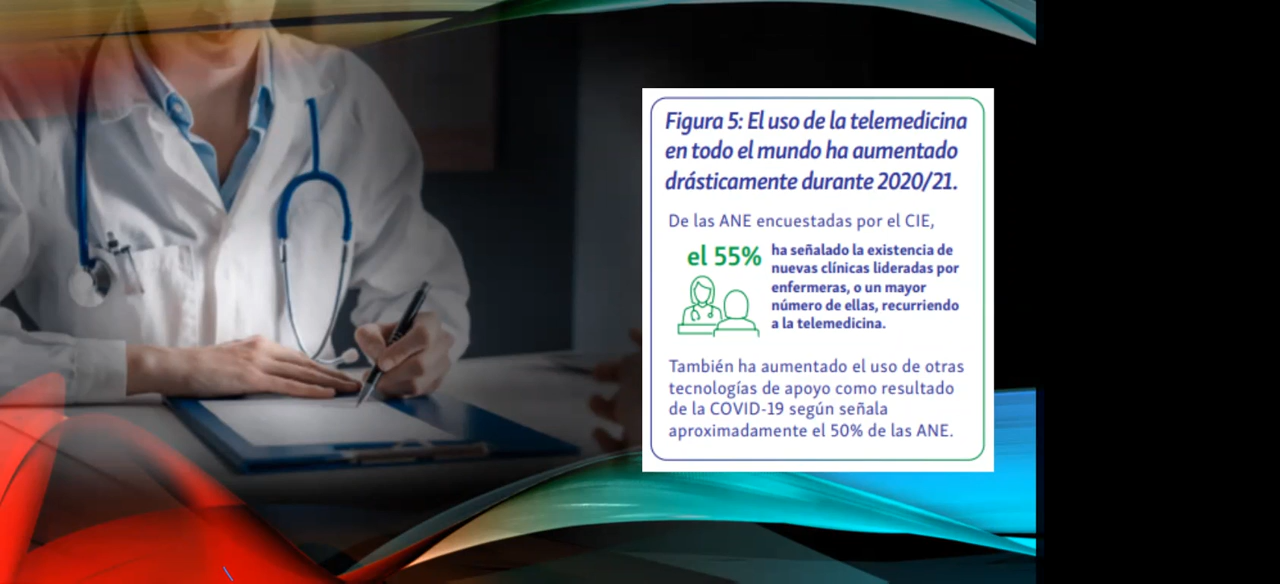 Figura 5: El uso de la telemedicina
en todo el mundo ha aumentado
drásticamente durante 2020/21.
De las ANE encuestadas por el CIE,
el 55%
ha señalado la existencia de
nuevas clínicas lideradas por
enfermeras, o un mayor
número de ellas, recurriendo
a la telemedicina.
También ha aumentado el uso de otras
tecnologías de apoyo como resultado
de la COVID-19 según señala
aproximadamente el 50% de las ANE.